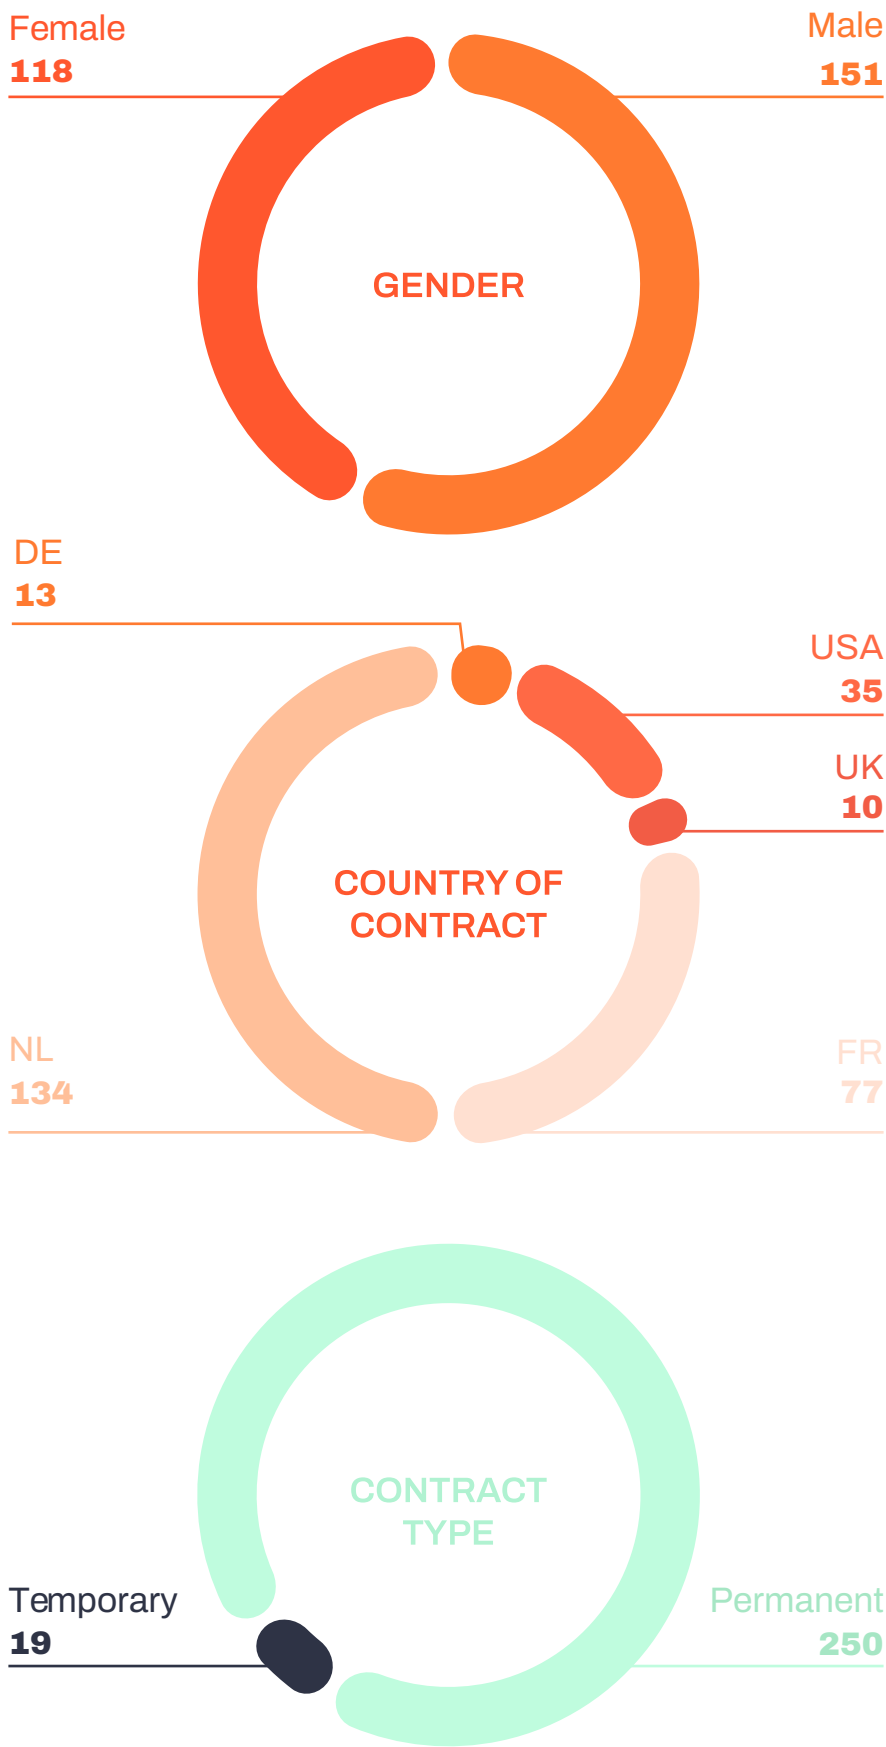 Female
118
Male
151
GENDER
DE
13
USA
35
UK
10
COUNTRY OF
CONTRACT
NL
134
FR
77
CONTRACT
TYPE
Temporary
19
Permanent
250